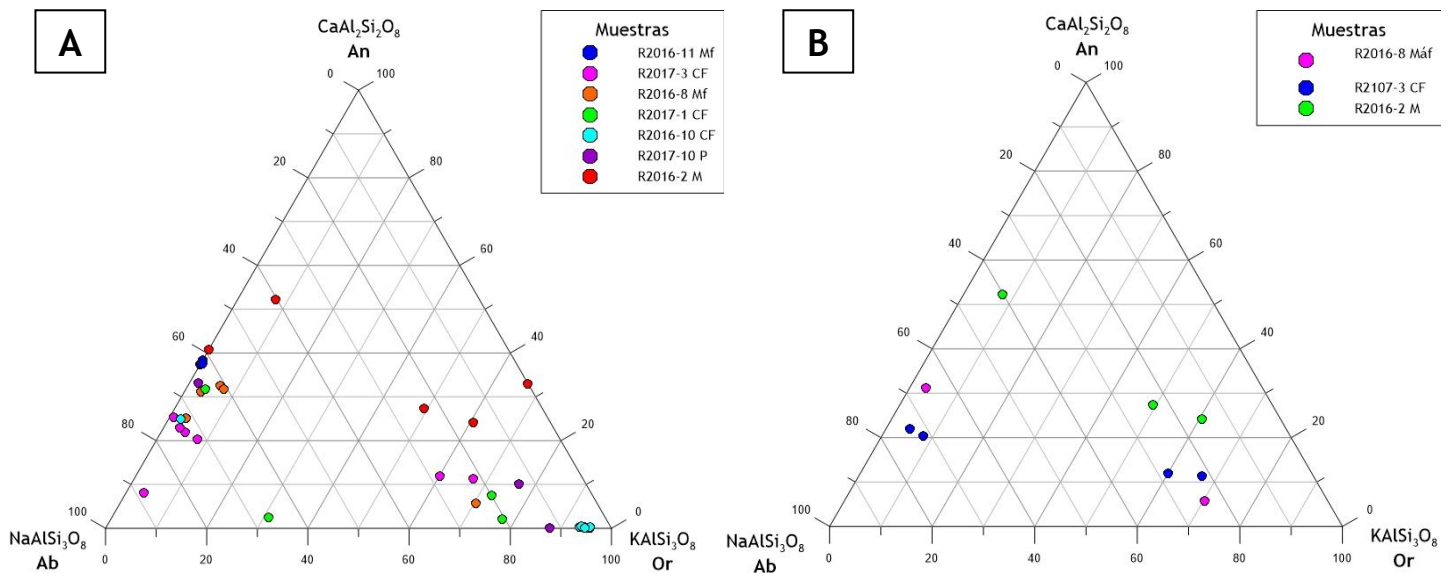 A
CaAl₂Si₂O₈
An
0 100
20 80
40 60
60 40
80 20
100 0
NaAlSi₃O₈
Ab
0 20 40 60 80 100
KAlSi₃O₈
Or
Muestras
R2016-11 Mf
R2017-3 CF
R2016-8 Mf
R2017-1 CF
R2016-10 CF
R2017-10 P
R2016-2 M
B
CaAl₂Si₂O₈
An
0 100
20 80
40 60
60 40
80 20
100 0
NaAlSi₃O₈
Ab
0 20 40 60 80 100
KAlSi₃O₈
Or
Muestras
R2016-8 Máf
R2107-3 CF
R2016-2 M